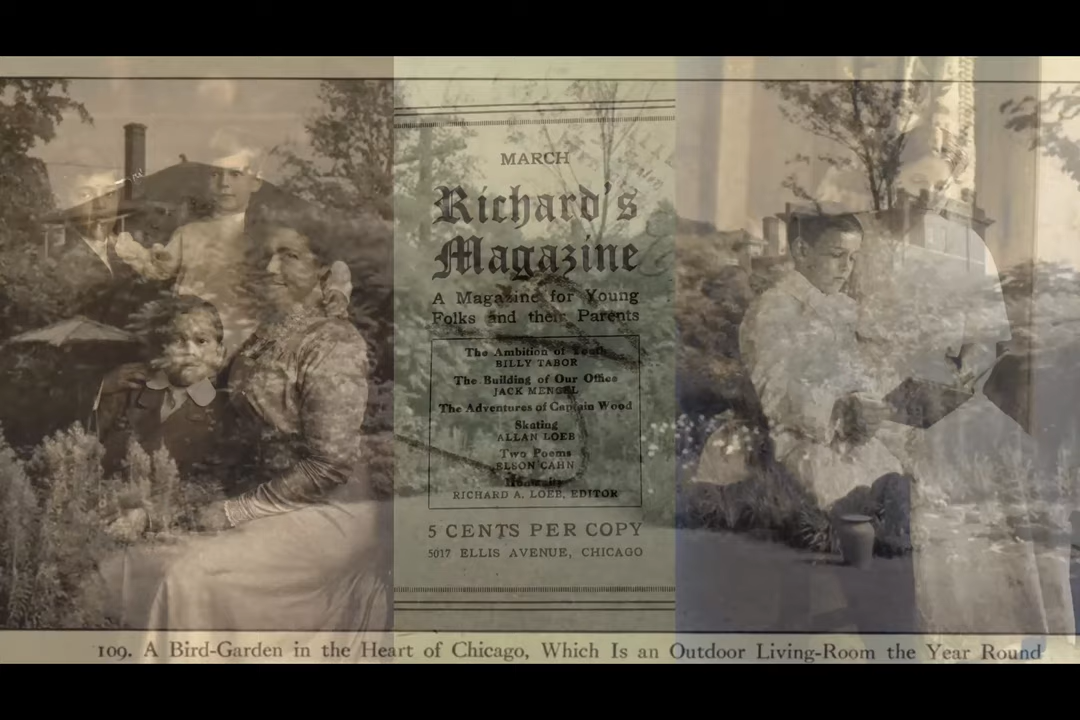 MARCH
Richard's
Magazine
A Magazine for Young
Folks and their Parents
The Ambition of Youth
BILLY TABOR
The Building of Our Office
JACK MENGEL
The Adventures of Captain Wood
Skating
ALLAN LOEB
Two Poems
ELSON CAHN
RICHARD A. LOEB, EDITOR
5 CENTS PER COPY
5017 ELLIS AVENUE, CHICAGO
109. A Bird-Garden in the Heart of Chicago, Which Is an Outdoor Living-Room the Year Round